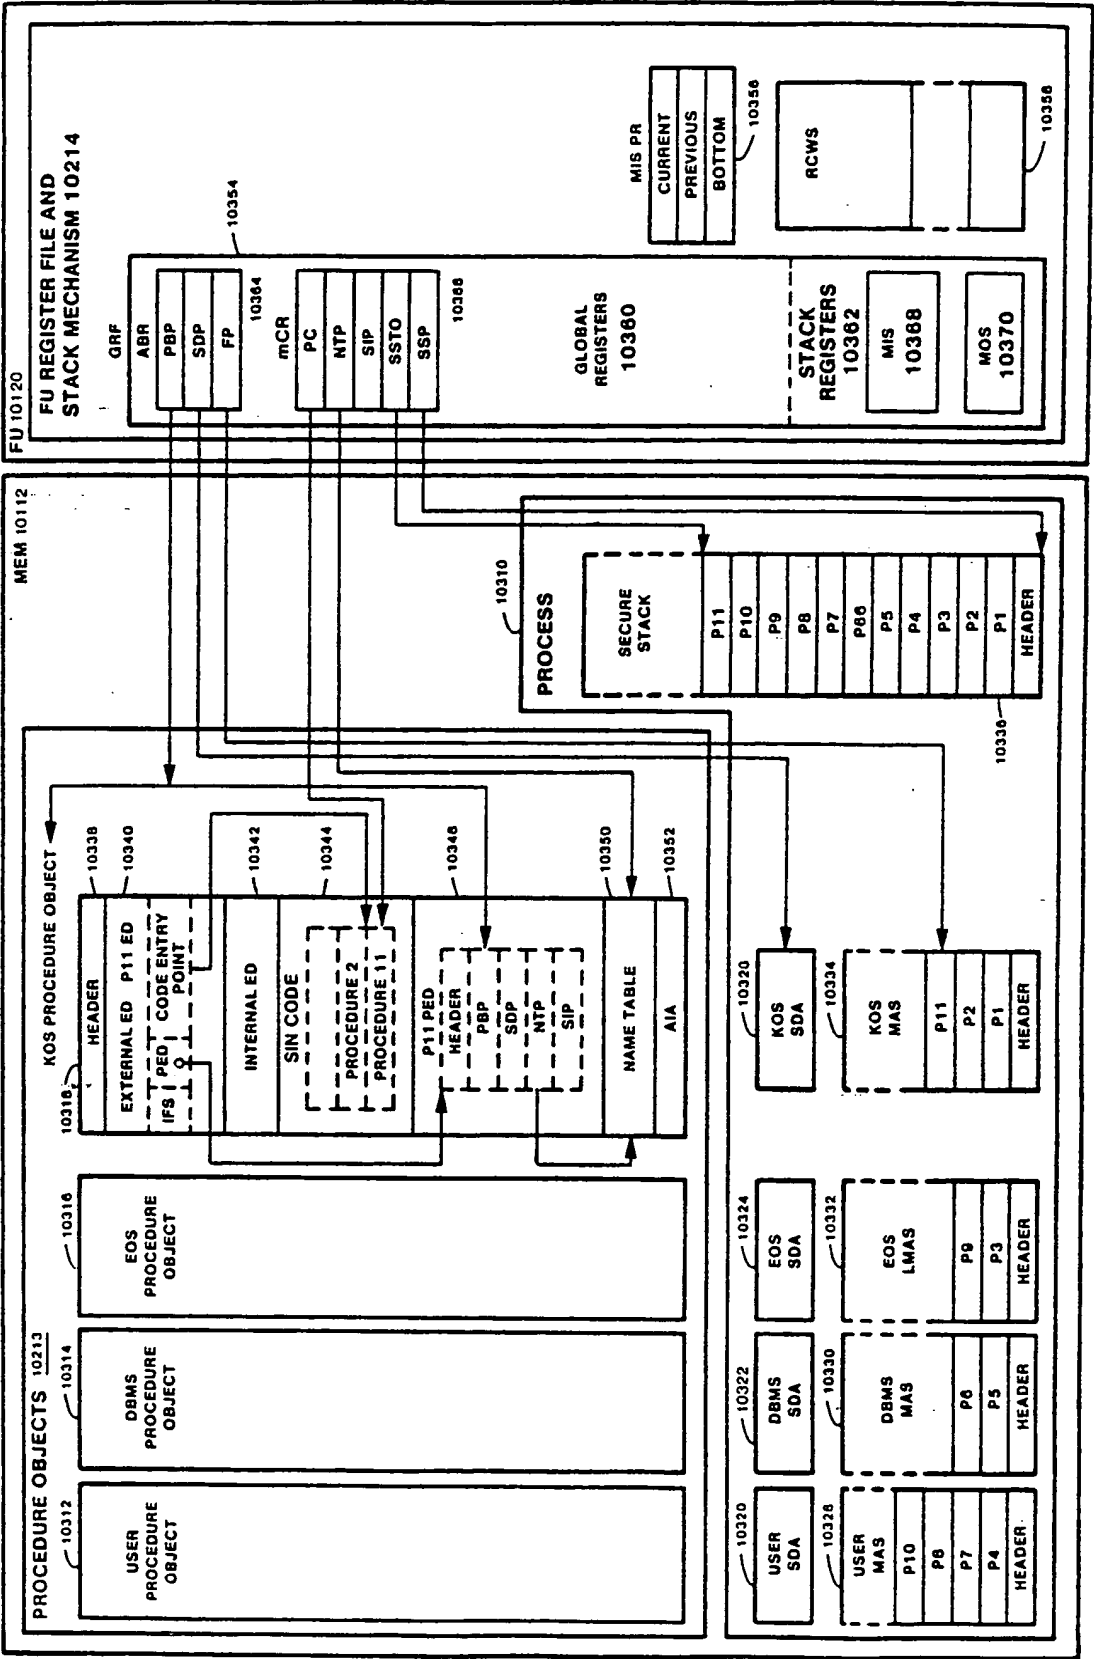 PROCEDURE OBJECTS 10213
MEM 10112
10312
USER
PROCEDURE
OBJECT
10314
DBMS
PROCEDURE
OBJECT
10316
EOS
PROCEDURE
OBJECT
KOS PROCEDURE OBJECT
10318
HEADER
10338
EXTERNAL ED P11 ED
10340
IFS
PED
CODE ENTRY
POINT
INTERNAL ED
10342
SIN CODE
10344
PROCEDURE 2
PROCEDURE 11
P11 PED
10348
HEADER
PBP
SDP
NTP
SIP
NAME TABLE
10350
AIA
10352
10320
USER
SDA
10322
DBMS
SDA
10324
EOS
SDA
10320
KOS
SDA
10328
USER
MAS
P10
P8
P7
P4
HEADER
10330
DBMS
MAS
P6
P5
HEADER
10332
EOS
LMAS
P9
P3
HEADER
10334
KOS
MAS
P11
P2
P1
HEADER
10310
PROCESS
SECURE
STACK
P11
P10
P9
P8
P7
P66
P5
P4
P3
P2
P1
HEADER
10336
FU 10120
FU REGISTER FILE AND
STACK MECHANISM 10214
10354
GRF
ABR
PBP
SDP
FP
10364
mCR
PC
NTP
SIP
SSTO
SSP
10366
GLOBAL
REGISTERS
10360
STACK
REGISTERS
10362
MIS
10368
MOS
10370
MIS PR
CURRENT
PREVIOUS
BOTTOM
10356
RCWS
10358